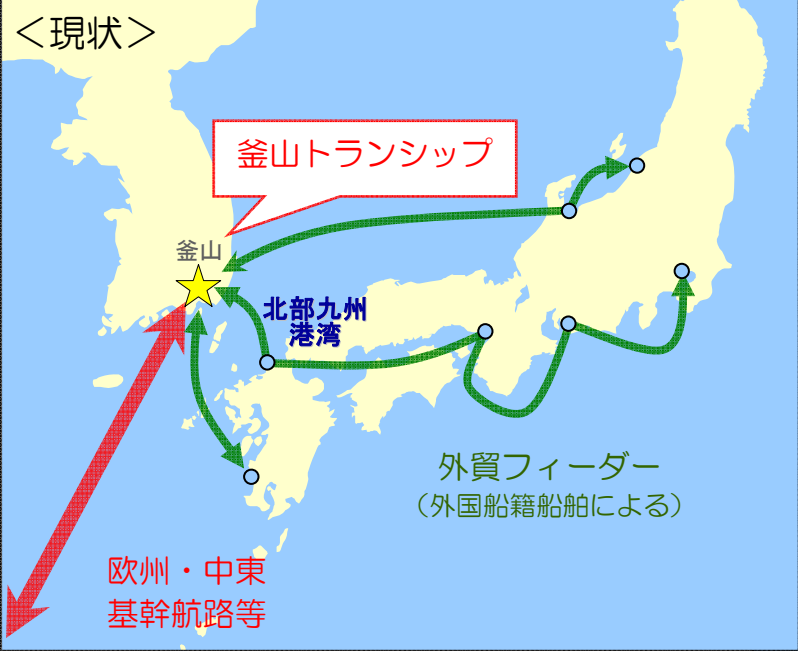 ＜現状＞
釜山トランシップ
釜山
北部九州
港湾
外貿フィーダー
（外国船籍船舶による）
欧州・中東
基幹航路等